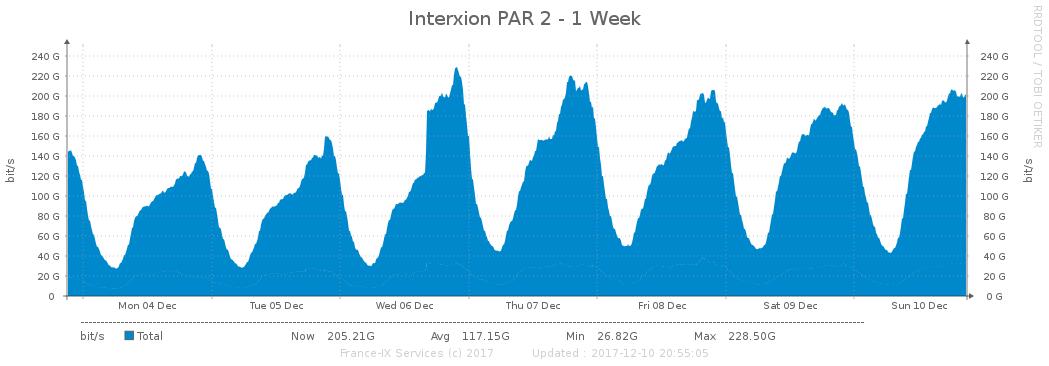 Interxion PAR 2 - 1 Week
RRDTOOL / TOBI OETIKER
240 G 240 G
220 G 220 G
200 G 200 G
180 G 180 G
160 G 160 G
140 G 140 G
120 G 120 G
100 G 100 G
80 G 80 G
60 G 60 G
40 G 40 G
20 G 20 G
0 0 G
bit/s bit/s
Mon 04 Dec Tue 05 Dec Wed 06 Dec Thu 07 Dec Fri 08 Dec Sat 09 Dec Sun 10 Dec
bit/s Total Now 205.21G Avg 117.15G Min 26.82G Max 228.50G
France-IX Services (c) 2017 Updated : 2017-12-10 20:55:05